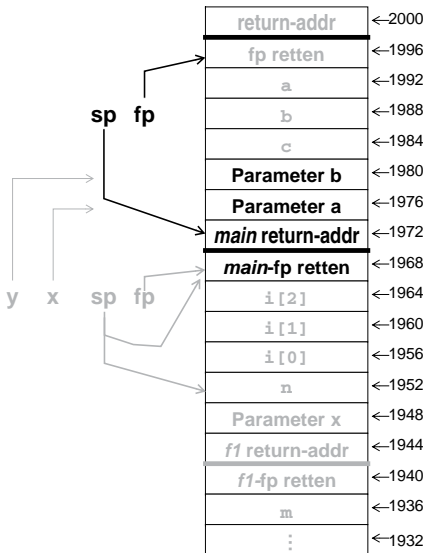 return-addr ←2000
fp retten ←1996
a ←1992
b ←1988
sp fp
c ←1984
Parameter b ←1980
Parameter a ←1976
main return-addr ←1972
main-fp retten ←1968
y x sp fp
i[2] ←1964
i[1] ←1960
i[0] ←1956
n ←1952
Parameter x ←1948
f1 return-addr ←1944
f1-fp retten ←1940
m ←1936
⋮ ←1932